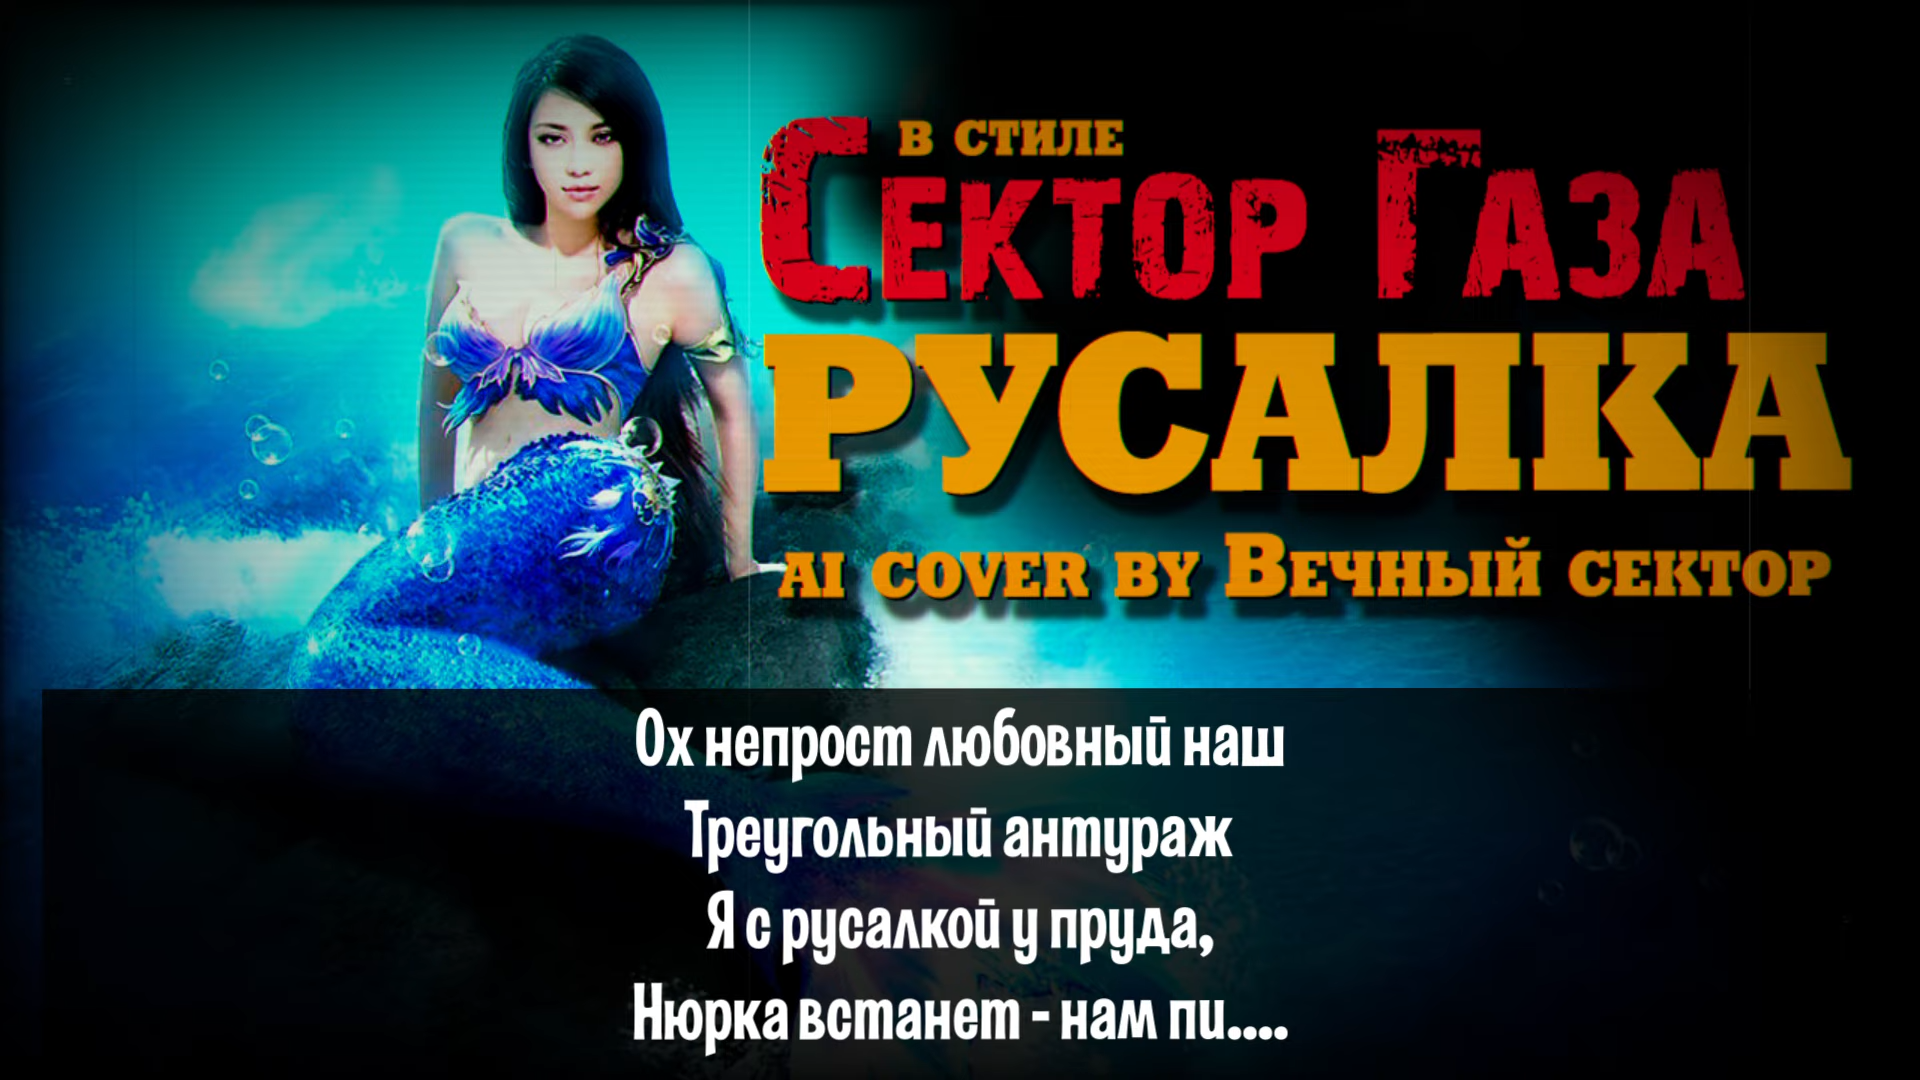 В СТИЛЕ
СЕКТОР ГАЗА
РУСАЛКА
AI COVER BY ВЕЧНЫЙ СЕКТОР
Ох непрост любовный наш
Треугольный антураж
Я с русалкой у пруда,
Нюрка встанет - нам пи....